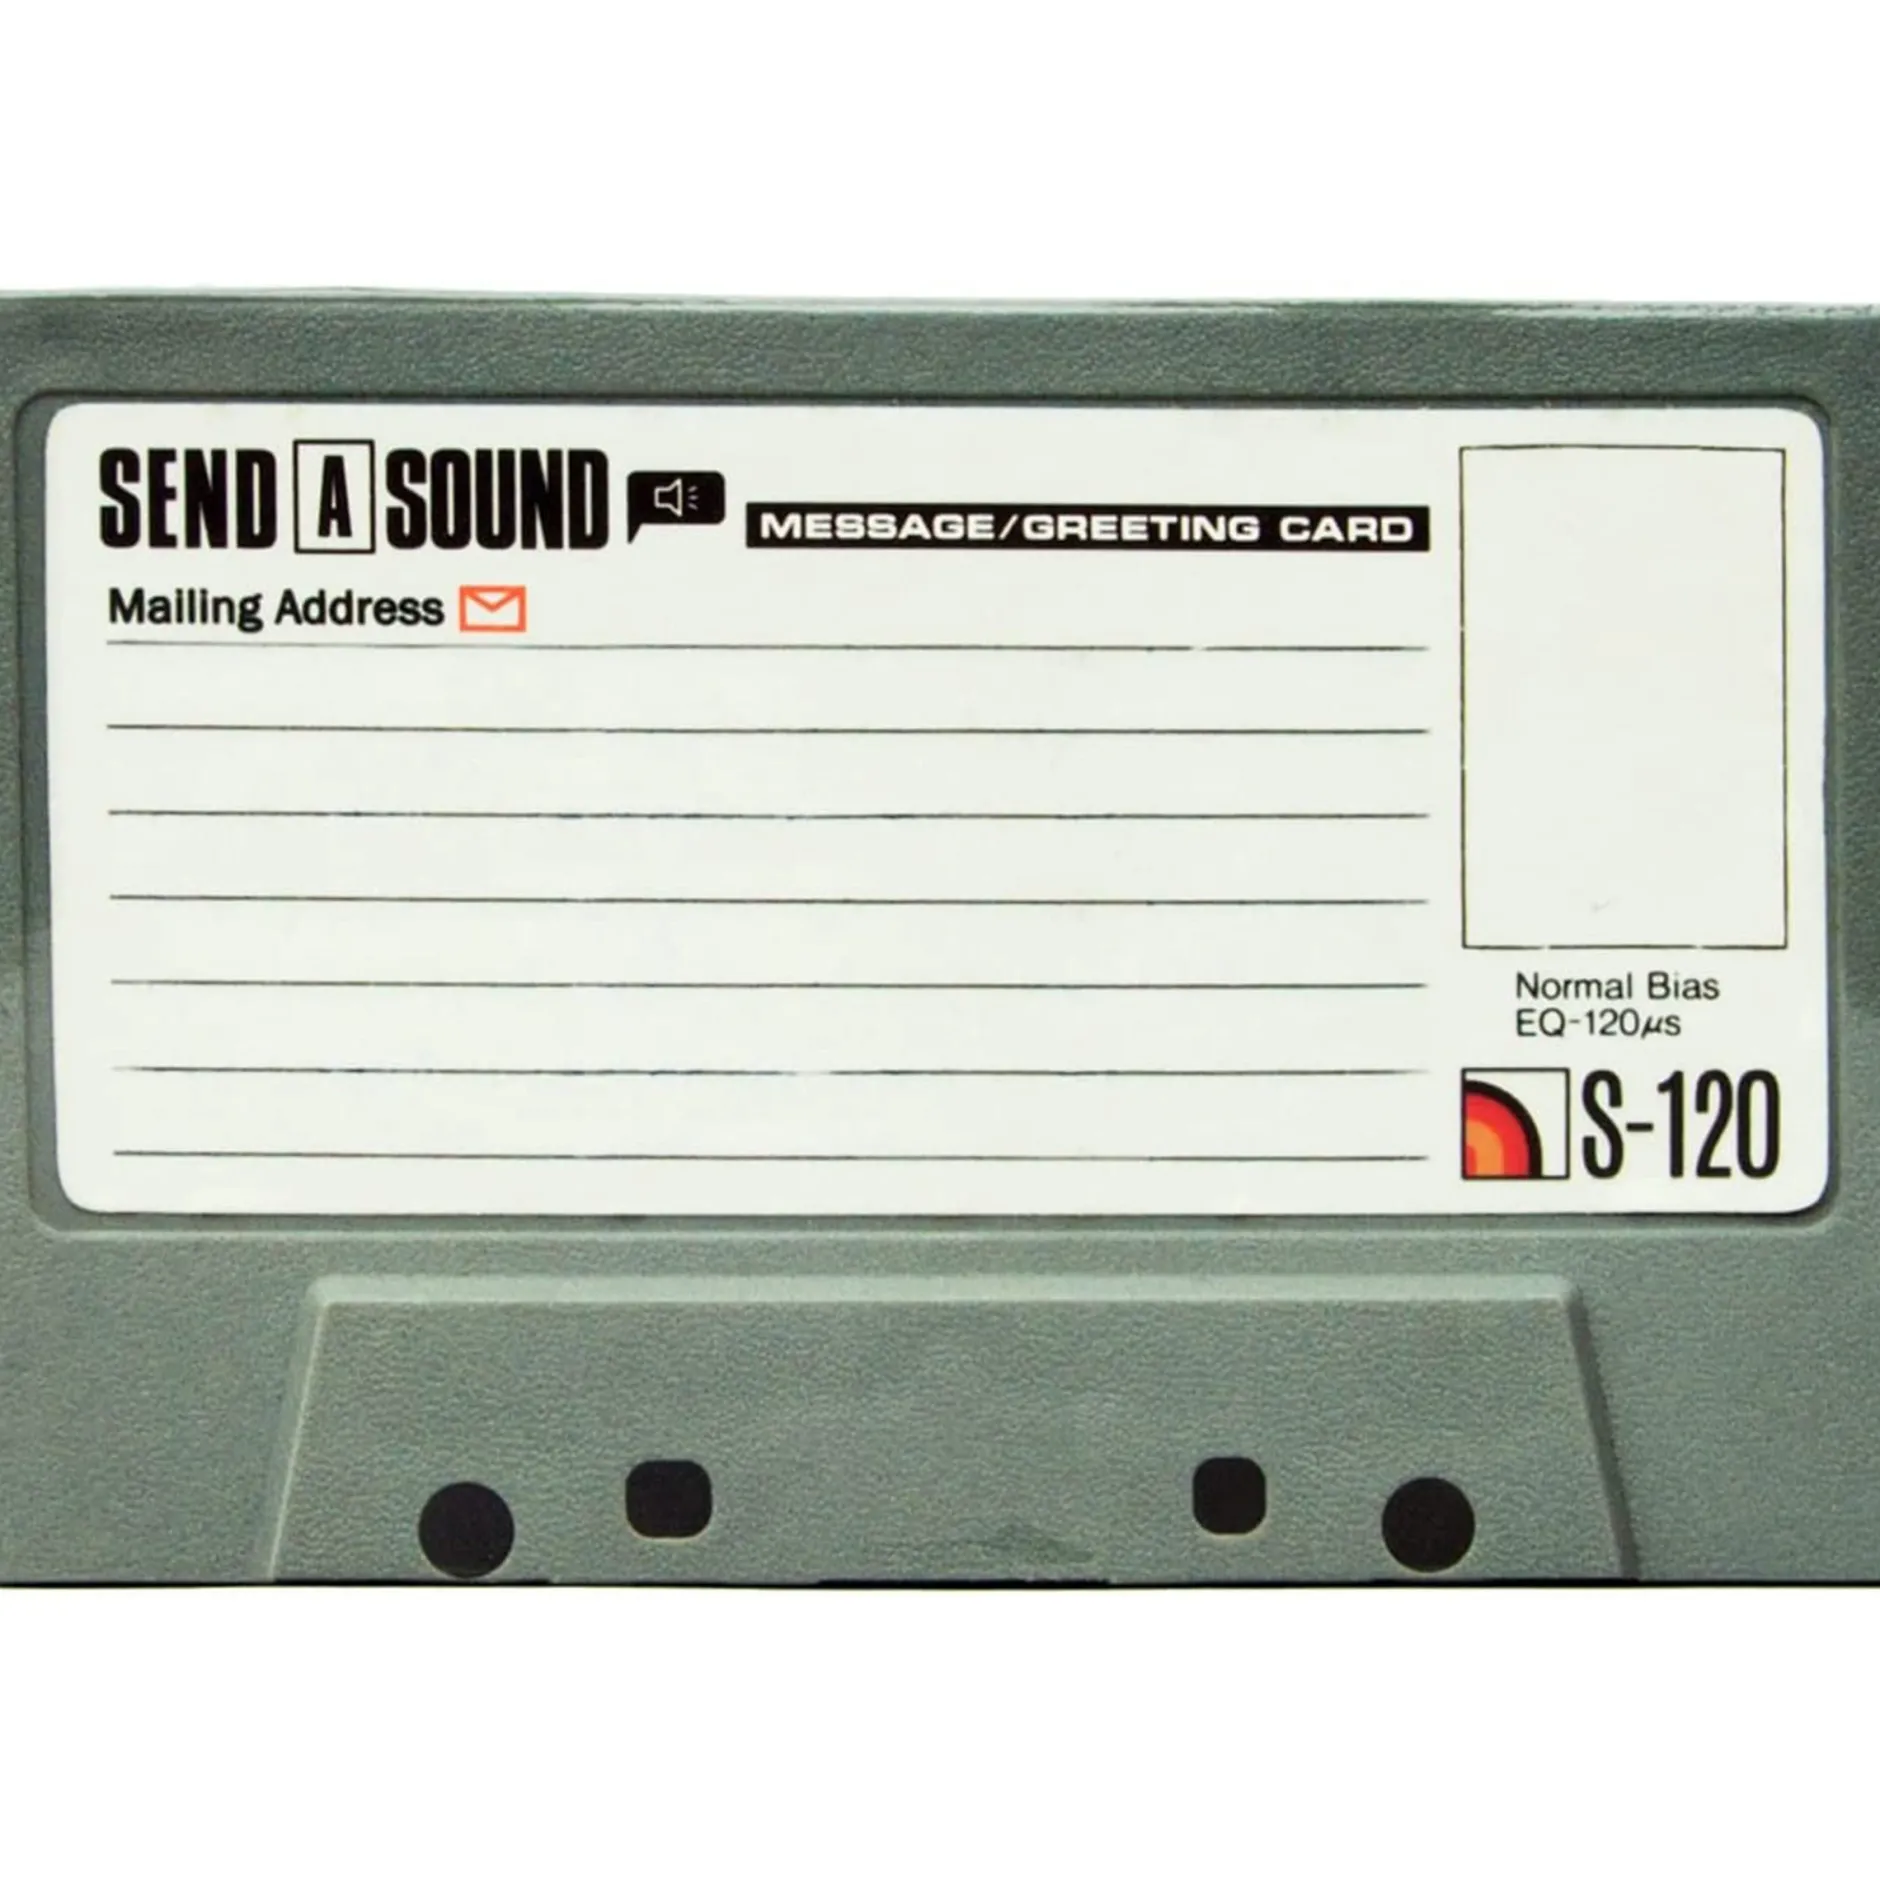 SEND A SOUND
MESSAGE/GREETING CARD
Mailing Address
Normal Bias
EQ-120µs
S-120